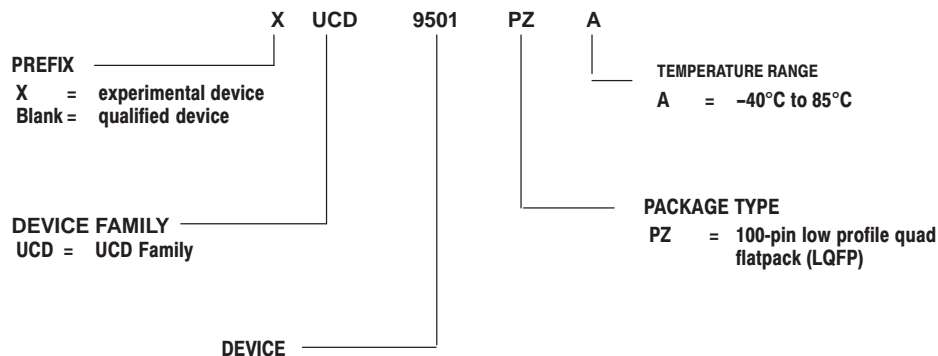 X UCD 9501 PZ A
PREFIX
X = experimental device
Blank = qualified device
TEMPERATURE RANGE
A = −40°C to 85°C
DEVICE FAMILY
UCD = UCD Family
PACKAGE TYPE
PZ = 100-pin low profile quad
flatpack (LQFP)
DEVICE